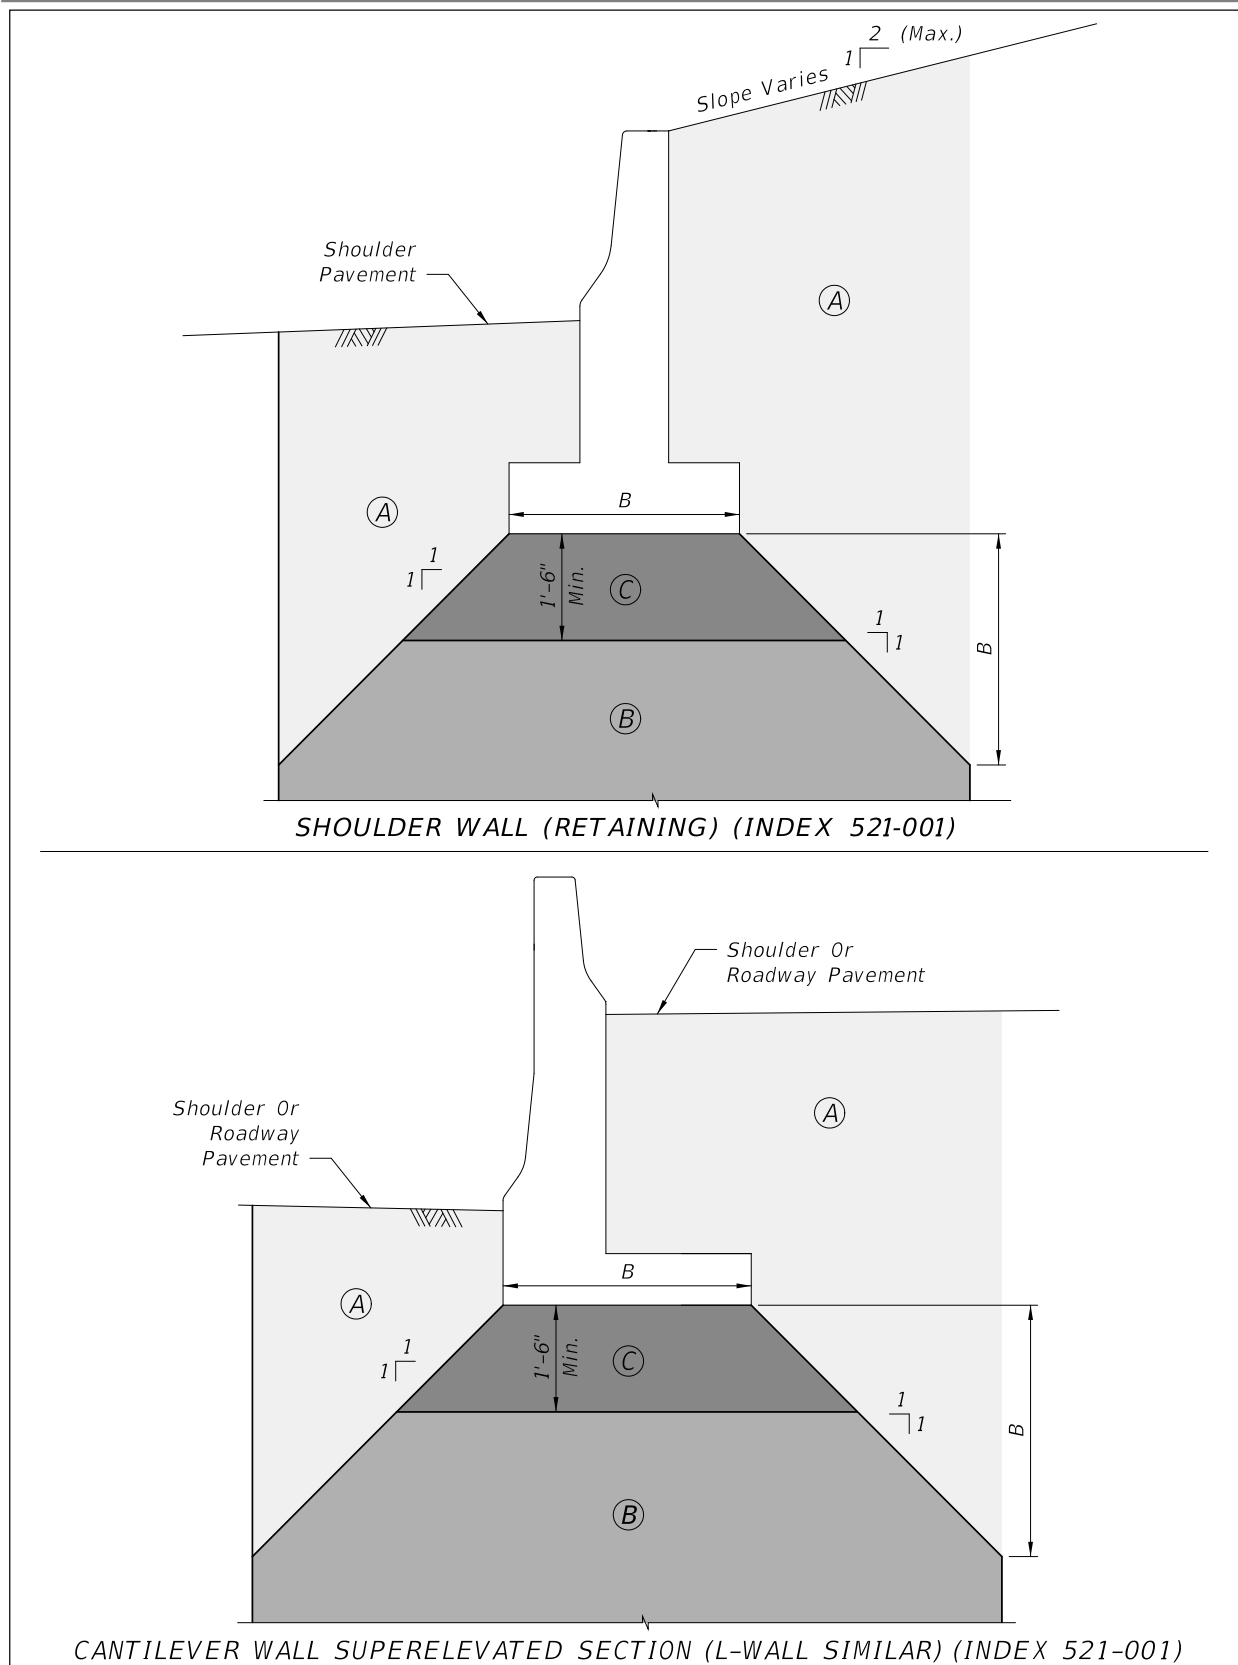 2 (Max.)
1
Slope Varies
Shoulder
Pavement
A
A
B
1
1
1'-6"
Min.
C
1
1
B
B
SHOULDER WALL (RETAINING) (INDEX 521-001)
Shoulder Or
Roadway Pavement
Shoulder Or
Roadway
Pavement
A
A
B
1
1
1'-6"
Min.
C
1
1
B
B
CANTILEVER WALL SUPERELEVATED SECTION (L-WALL SIMILAR) (INDEX 521-001)